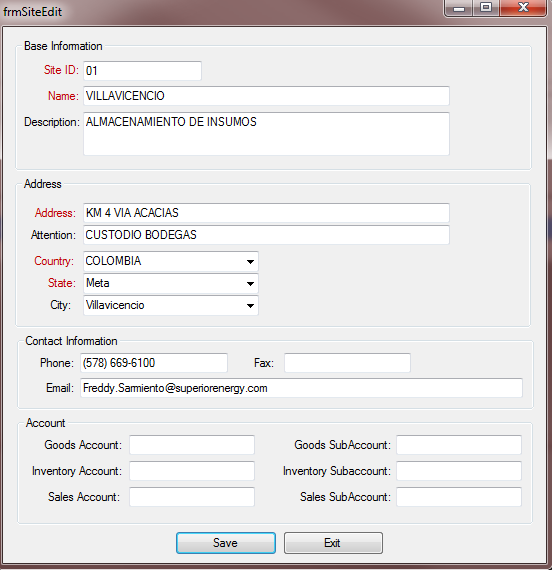 frmSiteEdit
Base Information
Site ID: 01
Name: VILLAVICENCIO
Description: ALMACENAMIENTO DE INSUMOS
Address
Address: KM 4 VIA ACACIAS
Attention: CUSTODIO BODEGAS
Country: COLOMBIA
State: Meta
City: Villavicencio
Contact Information
Phone: (578) 669-6100 Fax:
Email: Freddy.Sarmiento@superiorenergy.com
Account
Goods Account: Goods SubAccount:
Inventory Account: Inventory Subaccount:
Sales Account: Sales SubAccount:
Save Exit